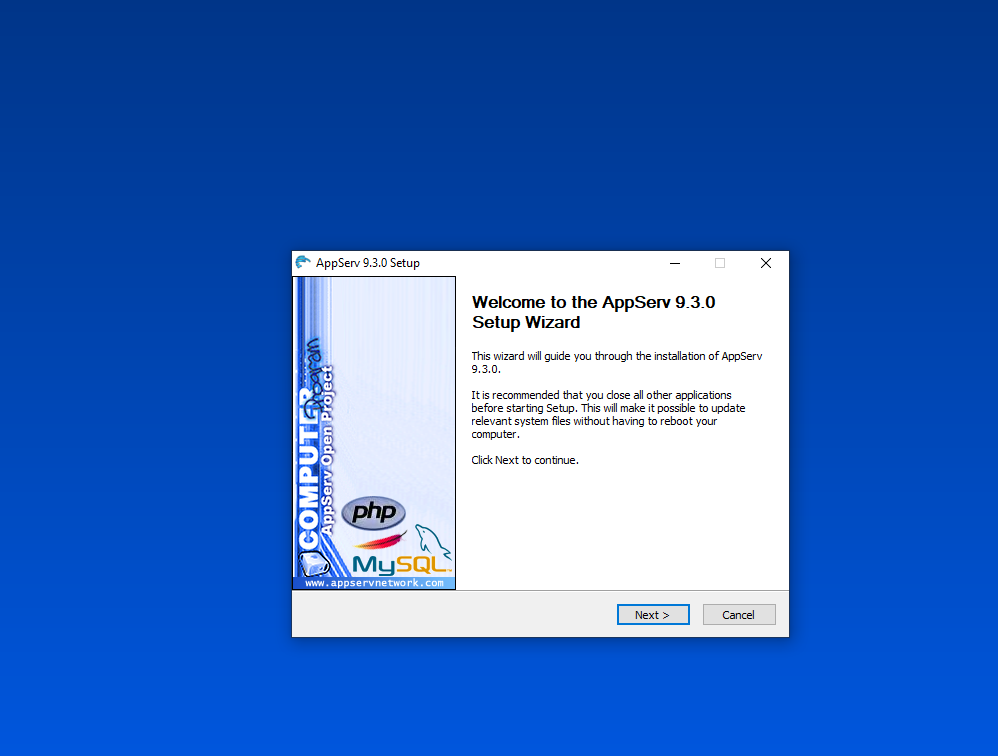 AppServ 9.3.0 Setup
COMPUTER
Program
AppServ Open Project
php
MySQL
www.appservnetwork.com
Welcome to the AppServ 9.3.0
Setup Wizard
This wizard will guide you through the installation of AppServ
9.3.0.
It is recommended that you close all other applications
before starting Setup. This will make it possible to update
relevant system files without having to reboot your
computer.
Click Next to continue.
Next >
Cancel